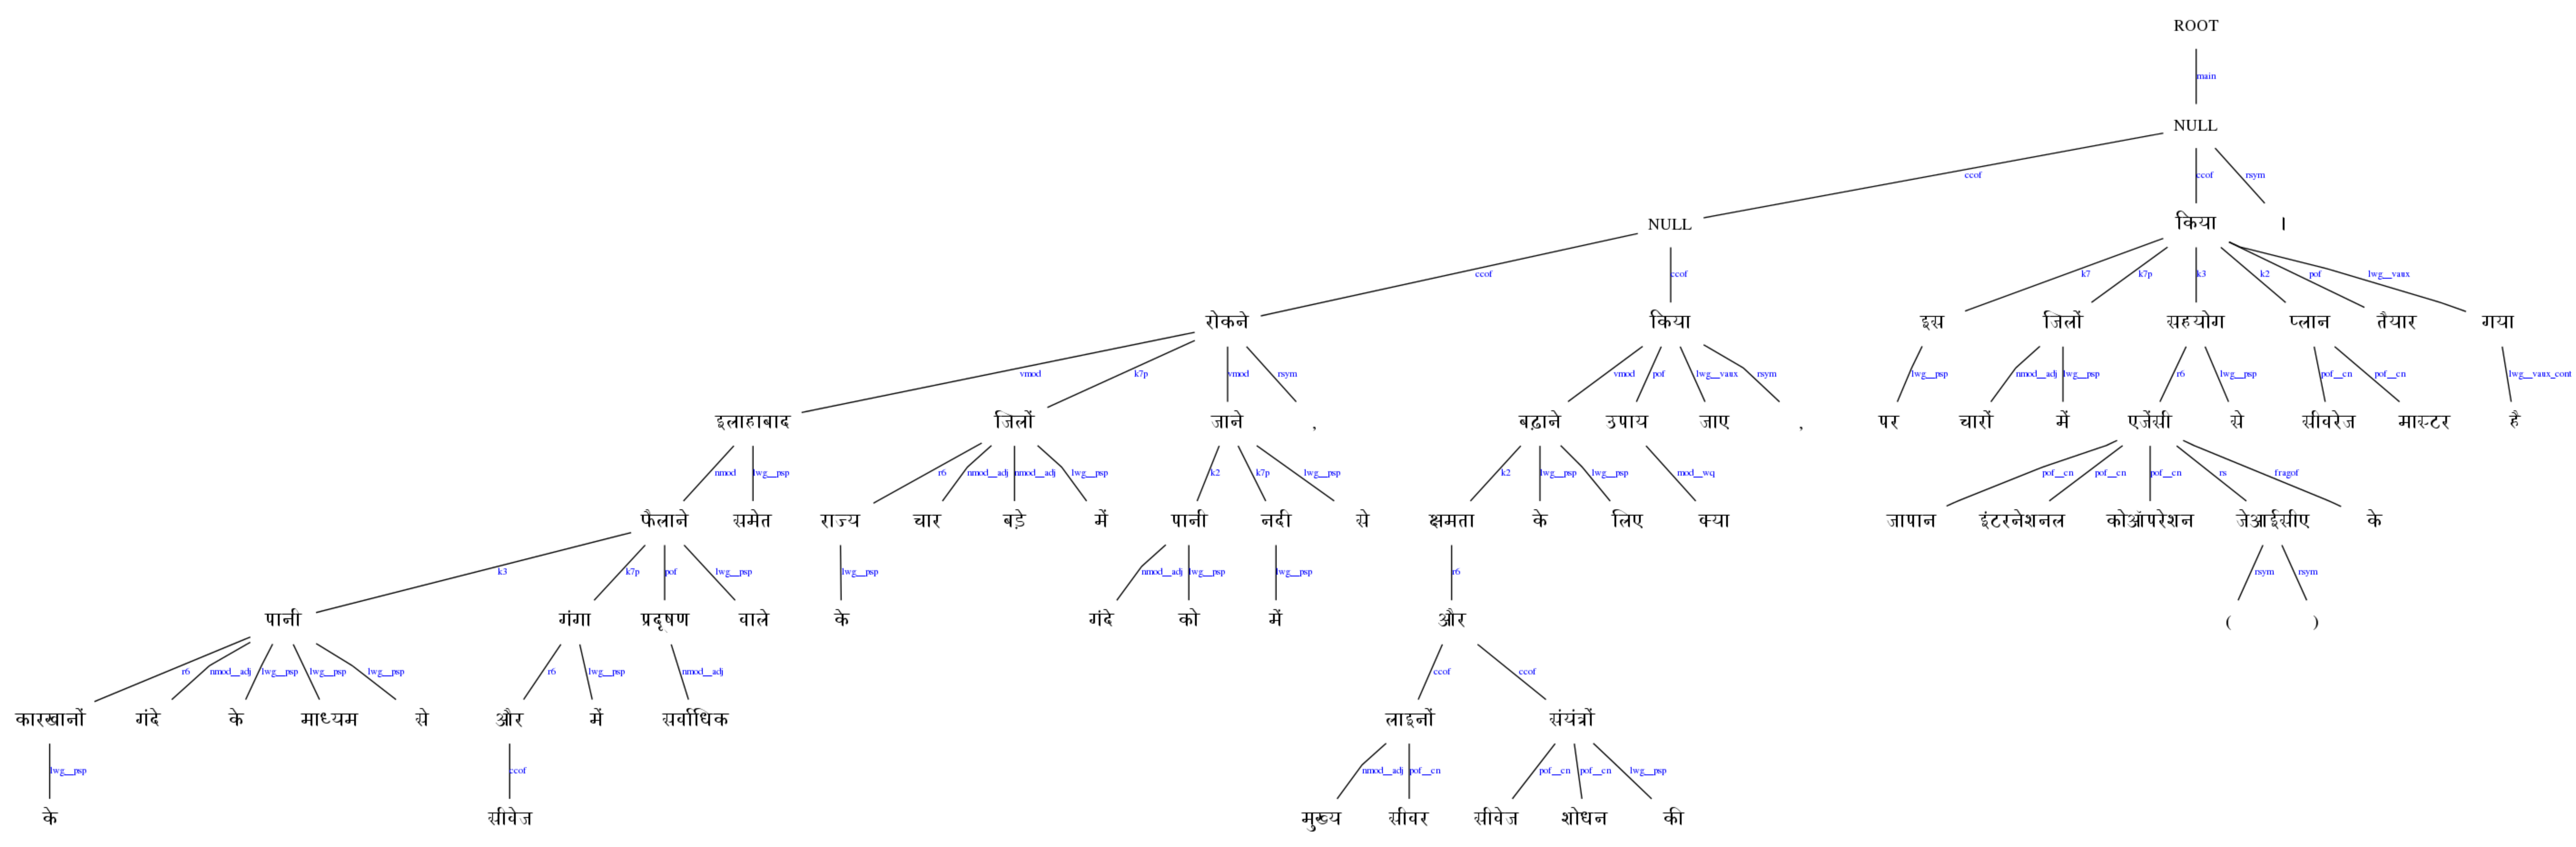 ROOT
main
NULL
ccof ccof rsym
NULL किया ।
ccof ccof k7 k7p k3 k2 pof lwg__vaux
रोकने किया इस जिलों सहयोग प्लान तैयार गया
vmod k7p vmod rsym vmod pof lwg__vaux rsym lwg__psp nmod__adj lwg__psp r6 lwg__psp pof__cn pof__cn lwg__vaux_cont
इलाहाबाद जिलों जाने , बढ़ाने उपाय जाए , पर चारों में एजेंसी से सीवरेज मास्टर है
nmod lwg__psp r6 nmod__adj nmod__adj lwg__psp k2 k7p lwg__psp k2 lwg__psp lwg__psp mod__wq pof__cn pof__cn pof__cn rs fragof
फैलाने समेत राज्य चार बड़े में पानी नदी से क्षमता के लिए क्या जापान इंटरनेशनल कोऑपरेशन जेआईसीए के
k3 k7p pof lwg__psp lwg__psp nmod__adj lwg__psp lwg__psp r6 rsym rsym
पानी गंगा प्रदूषण वाले के गंदे को में और ( )
r6 nmod__adj lwg__psp lwg__psp lwg__psp r6 lwg__psp nmod__adj ccof ccof
कारखानों गंदे के माध्यम से और में सर्वाधिक लाइनों संयंत्रों
lwg__psp ccof nmod__adj pof__cn pof__cn pof__cn lwg__psp
के सीवेज मुख्य सीवर सीवेज शोधन की